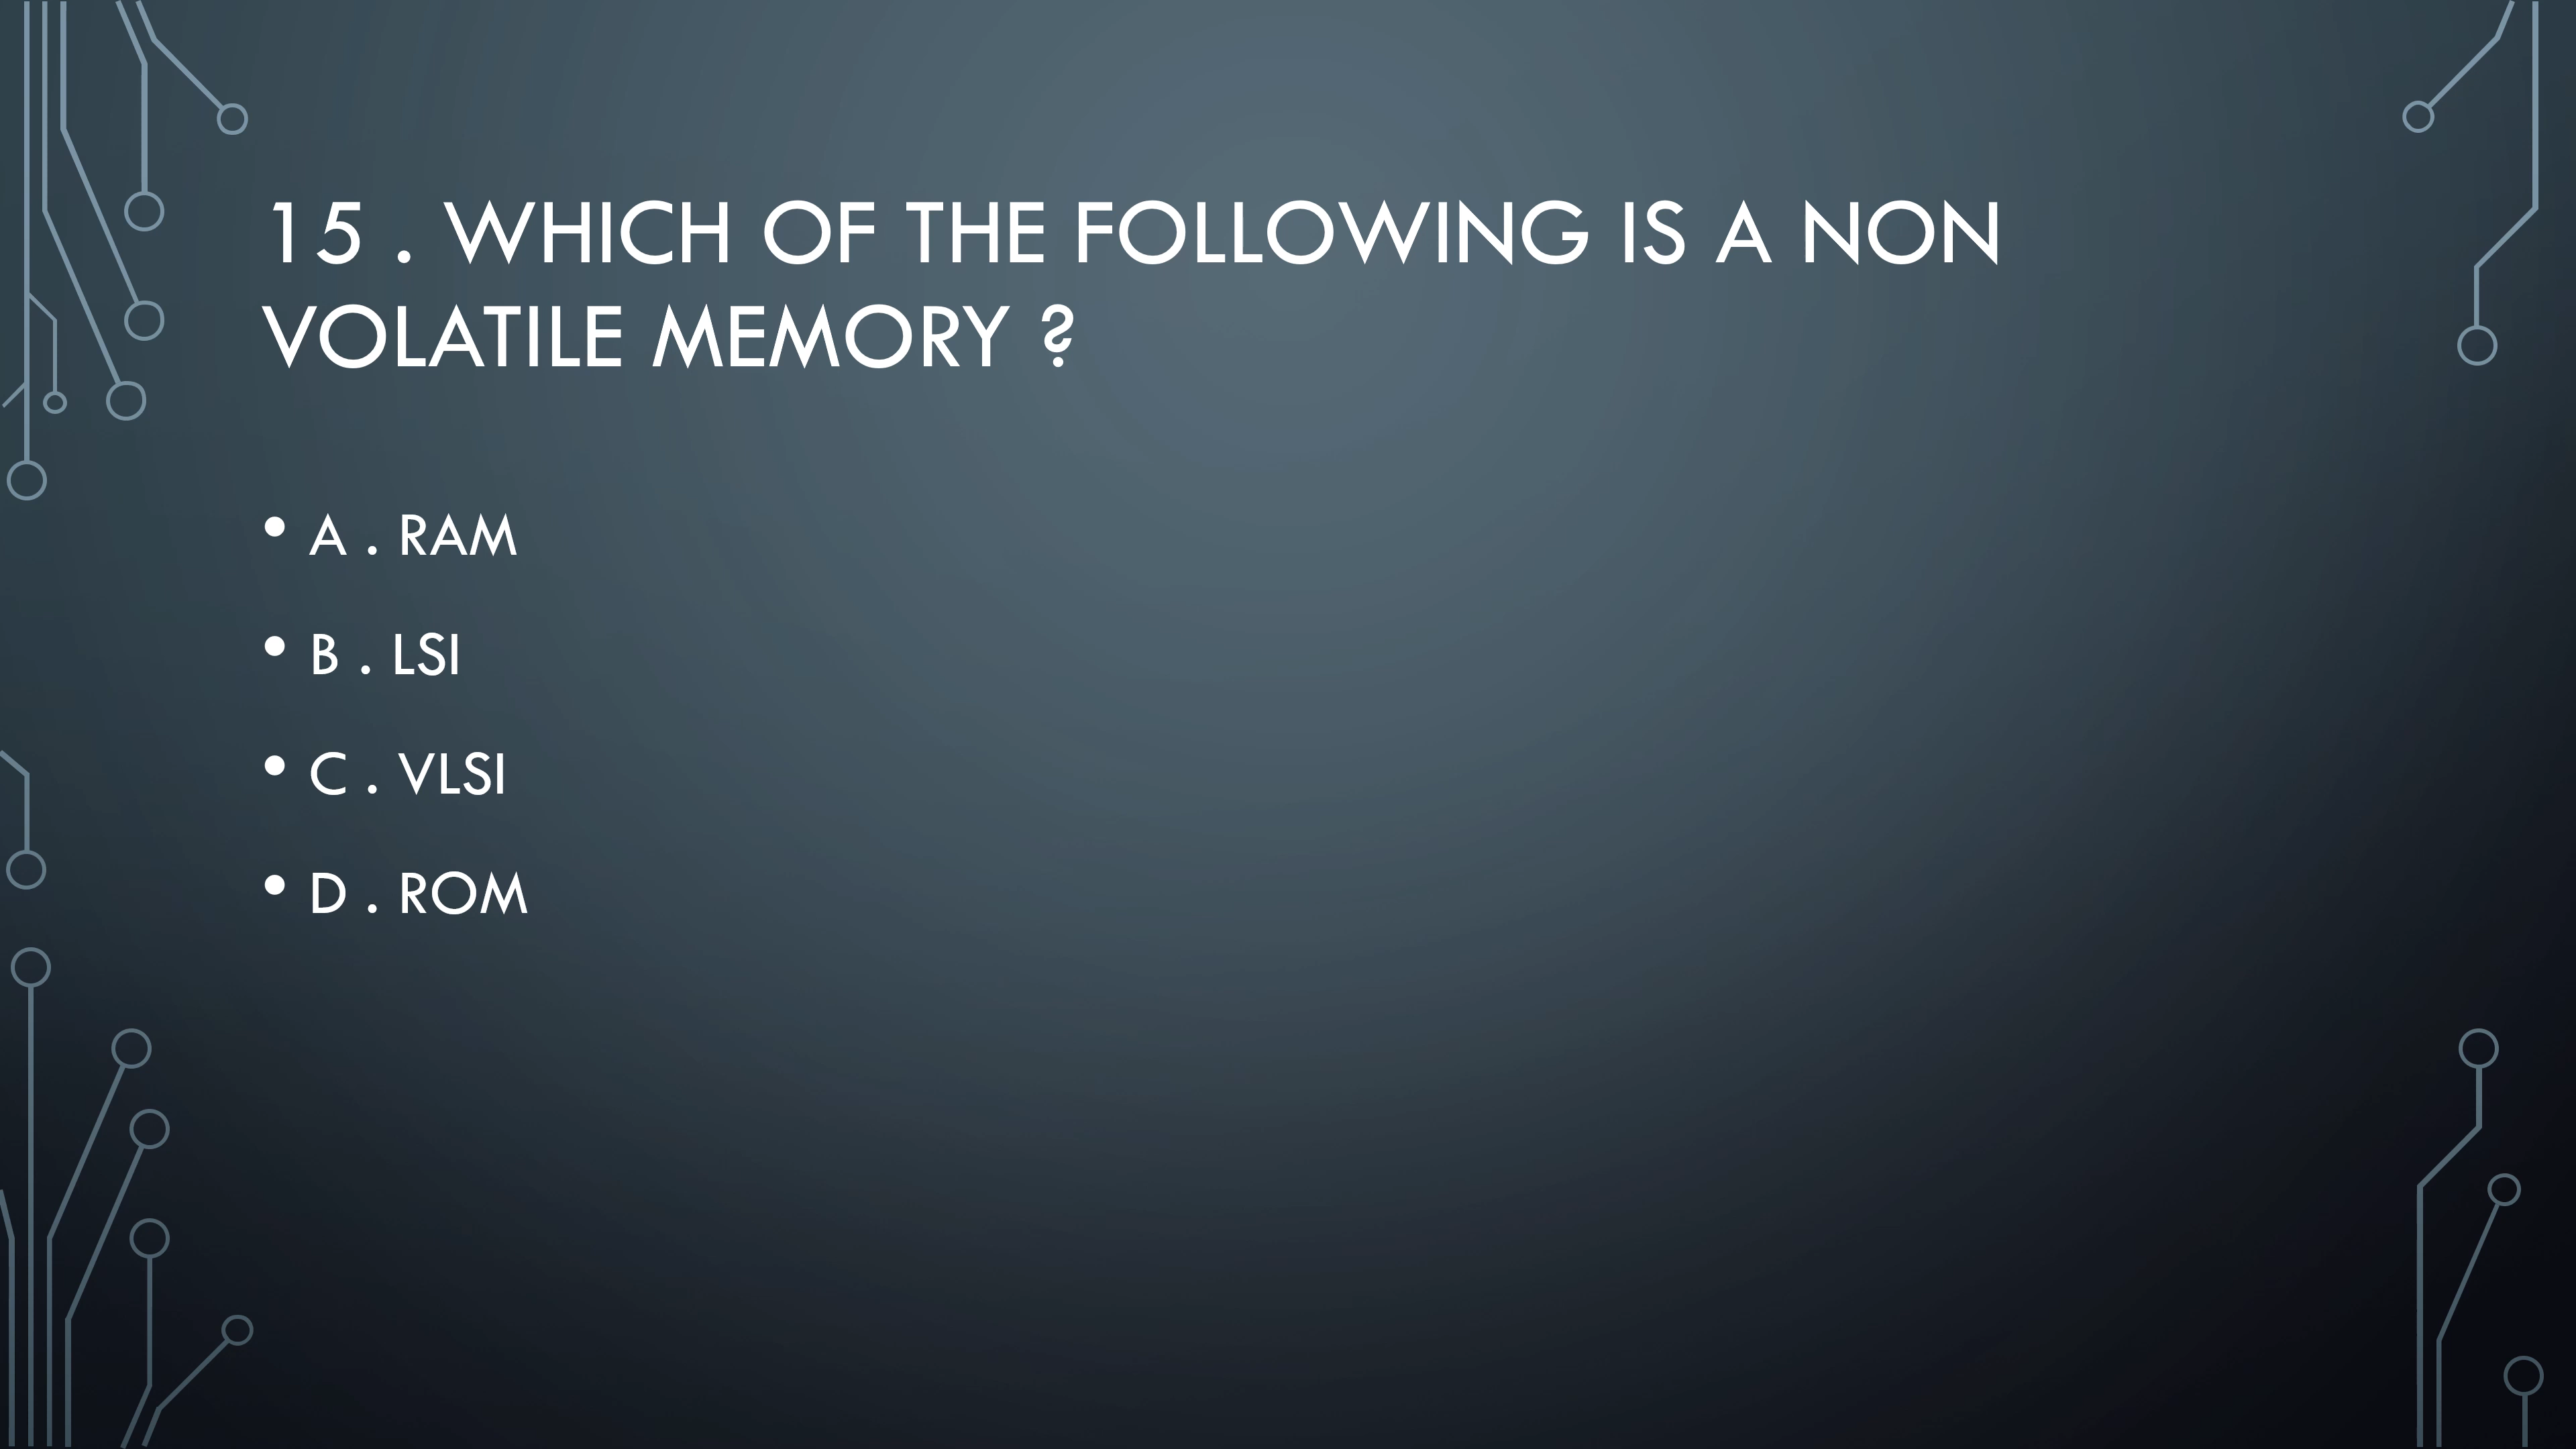 15 . WHICH OF THE FOLLOWING IS A NON
VOLATILE MEMORY ?
• A . RAM
• B . LSI
• C . VLSI
• D . ROM